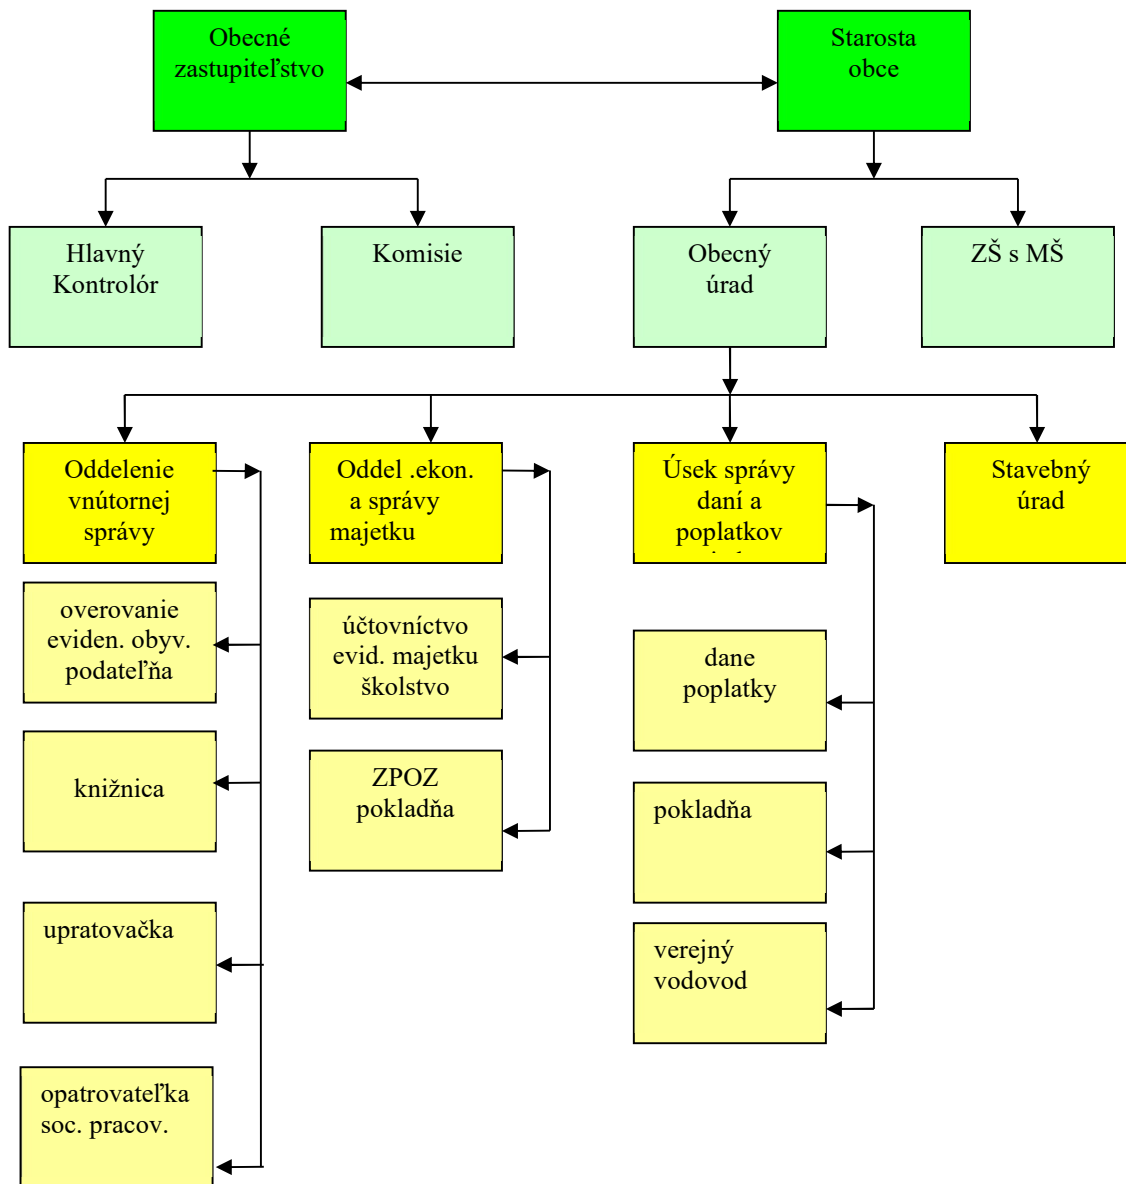 Obecné
zastupiteľstvo
Starosta
obce
Hlavný
Kontrolór
Komisie
Obecný
úrad
ZŠ s MŠ
Oddelenie
vnútornej
správy
Oddel .ekon.
a správy
majetku
Úsek správy
daní a
poplatkov
Stavebný
úrad
overovanie
eviden. obyv.
podateľňa
účtovníctvo
evid. majetku
školstvo
dane
poplatky
knižnica
ZPOZ
pokladňa
pokladňa
upratovačka
verejný
vodovod
opatrovateľka
soc. pracov.